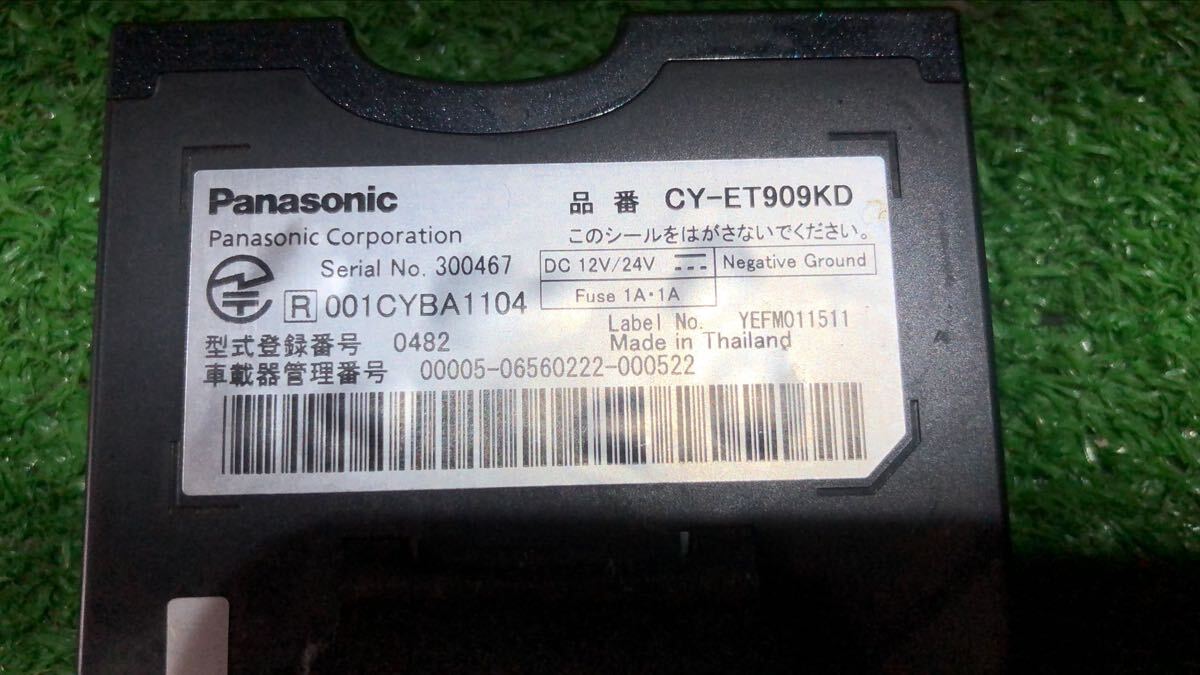 Panasonic
品番 CY-ET909KD
Panasonic Corporation
このシールをはがさないでください。
Serial No. 300467
DC 12V/24V
Negative Ground
Fuse 1A・1A
R 001CYBA1104
Label No. YEFM011511
型式登録番号 0482
Made in Thailand
車載器管理番号 00005-06560222-000522